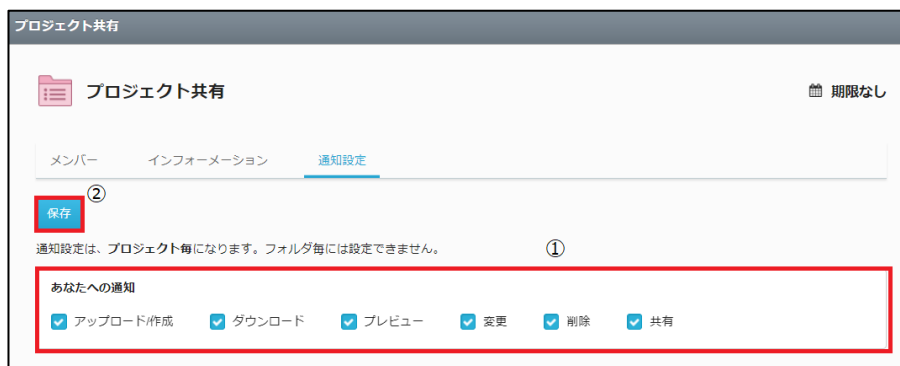 プロジェクト共有
プロジェクト共有
期限なし
メンバー インフォーメーション 通知設定
②
保存
通知設定は、プロジェクト毎になります。フォルダ毎には設定できません。
①
あなたへの通知
アップロード/作成 ダウンロード プレビュー 変更 削除 共有